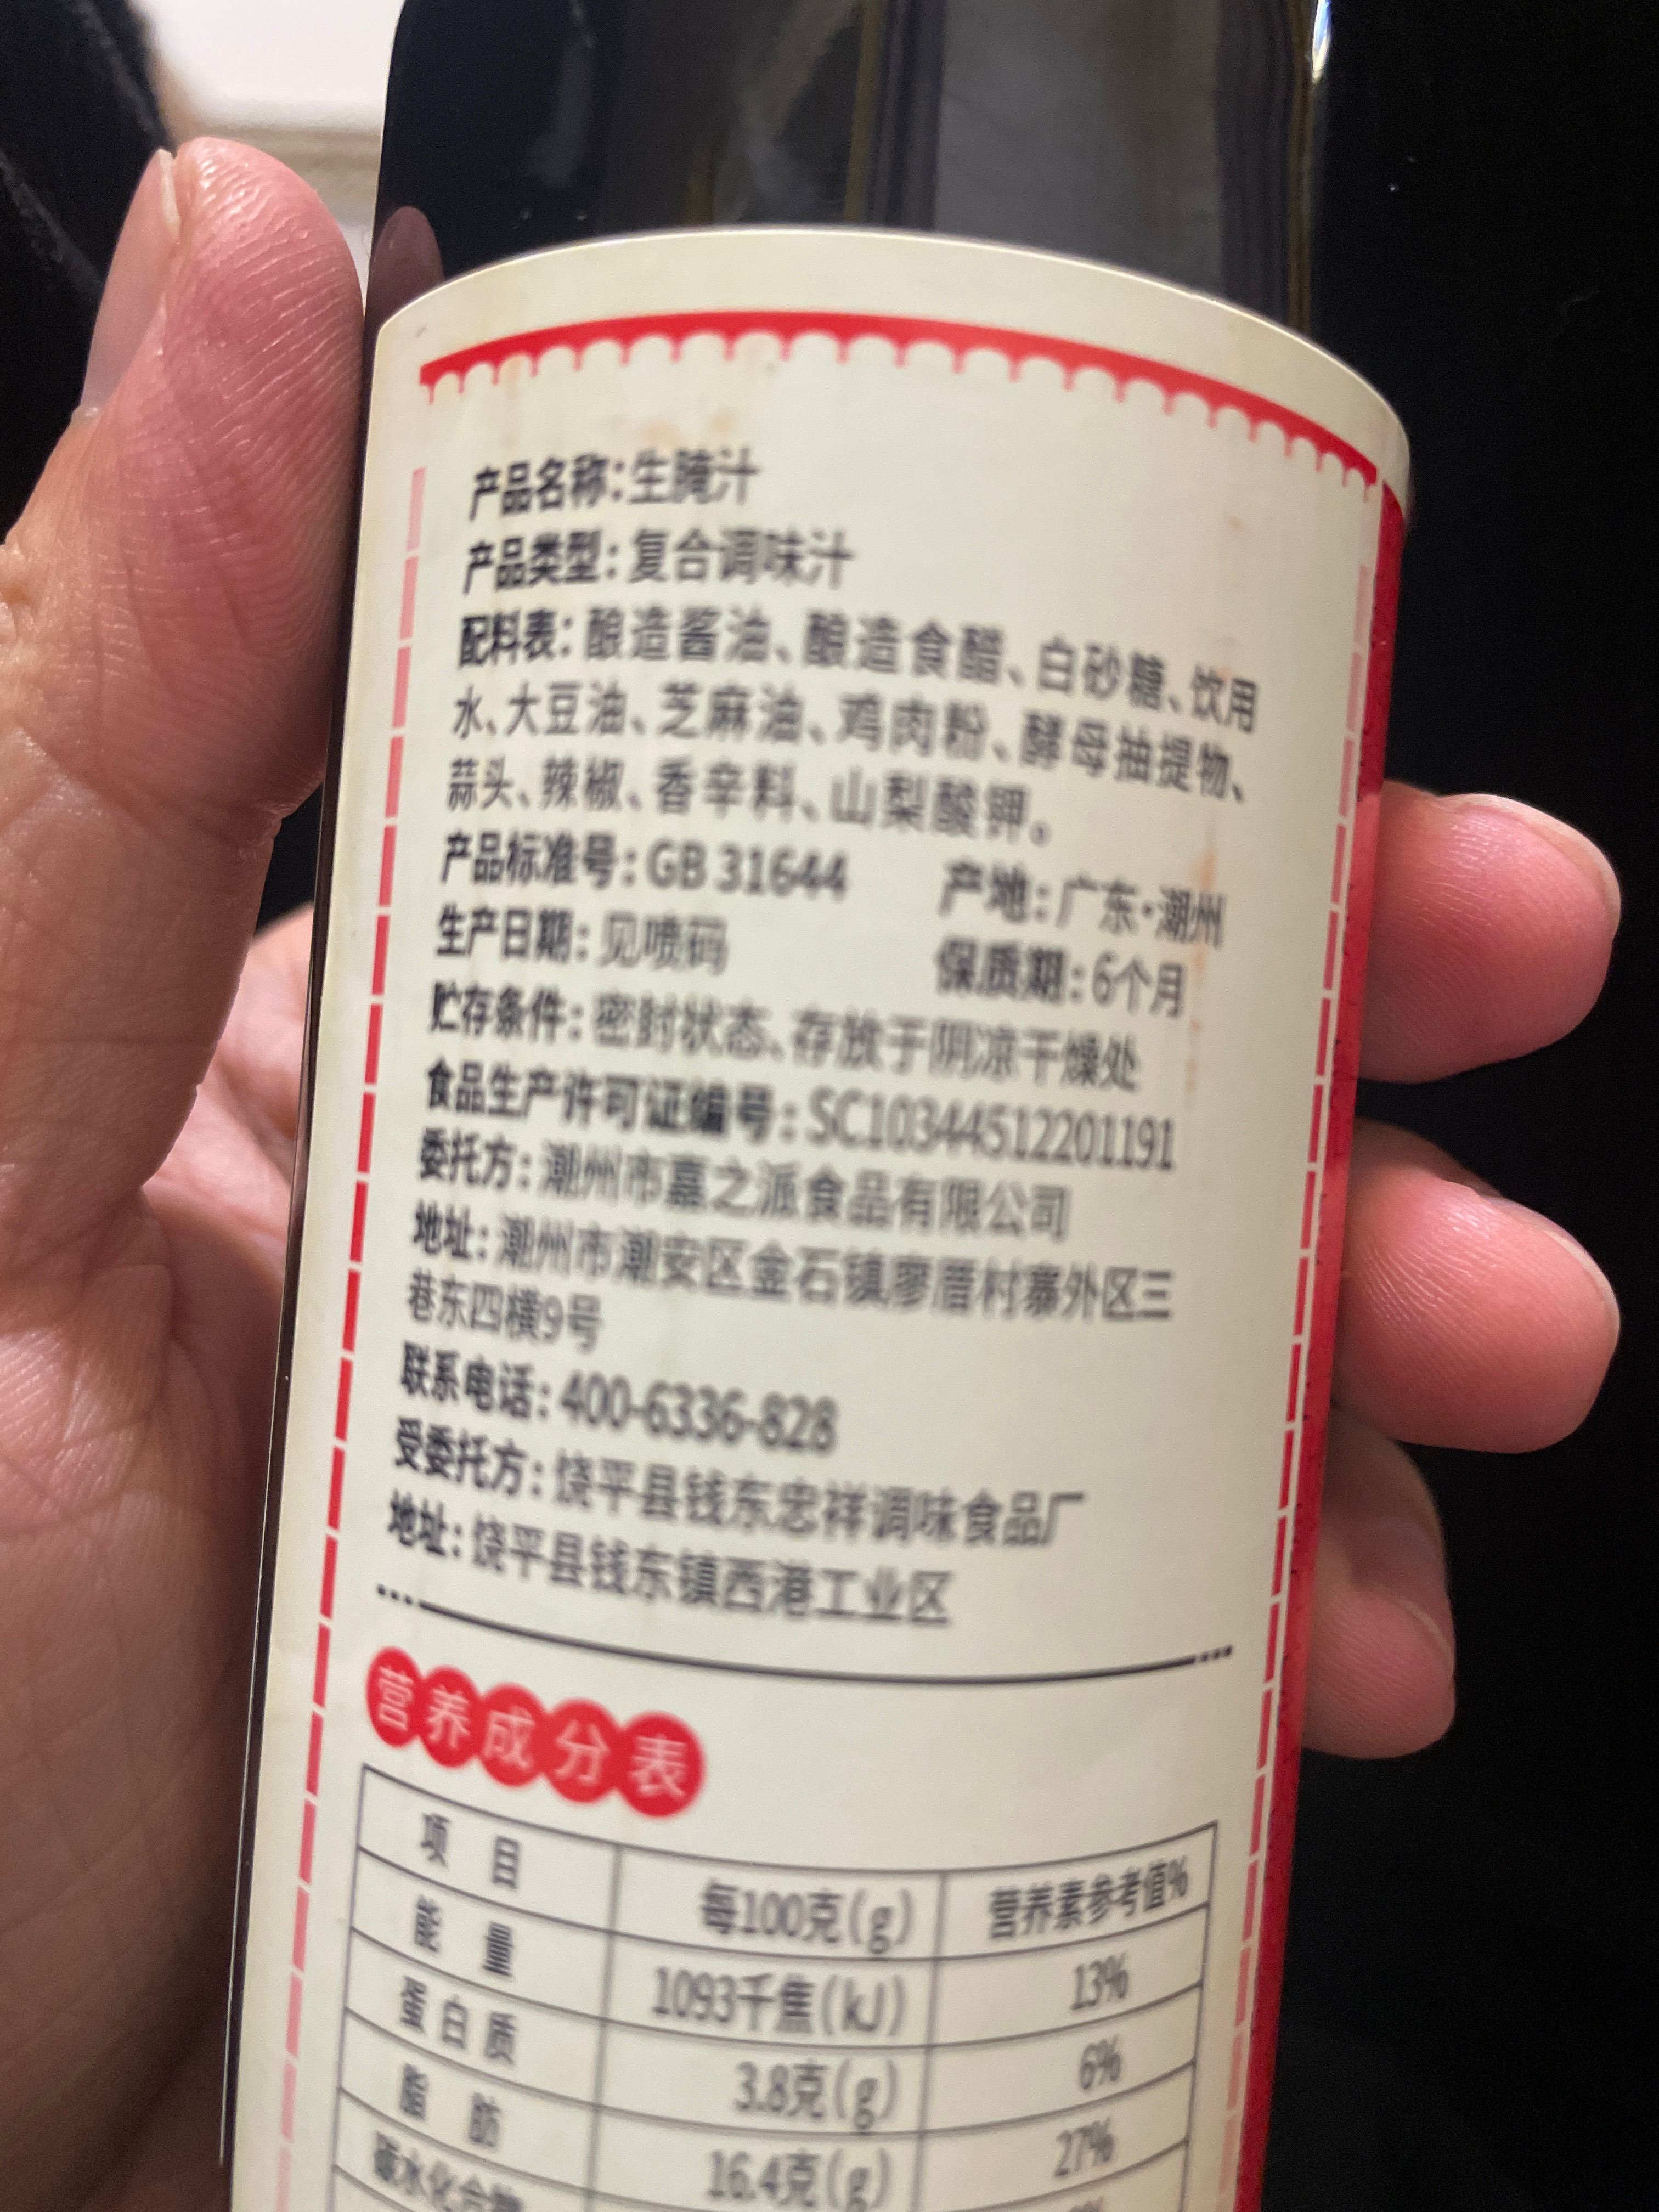 产品名称：生腌汁
产品类型：复合调味汁
配料表：酿造酱油、酿造食醋、白砂糖、饮用
水、大豆油、芝麻油、鸡肉粉、酵母抽提物、
蒜头、辣椒、香辛料、山梨酸钾。
产品标准号：GB 31644 产地：广东·潮州
生产日期：见喷码 保质期：6个月
贮存条件：密封状态、存放于阴凉干燥处
食品生产许可证编号：SC10344512201191
委托方：潮州市嘉之派食品有限公司
地址：潮州市潮安区金石镇廖厝村寨外区三
巷东四横9号
联系电话：400-6336-828
受委托方：饶平县钱东忠祥调味食品厂
地址：饶平县钱东镇西港工业区
营养成分表
项目 每100克(g) 营养素参考值%
能量 1093千焦(kJ) 13%
蛋白质 3.8克(g) 6%
脂肪 16.4克(g) 27%
碳水化合物